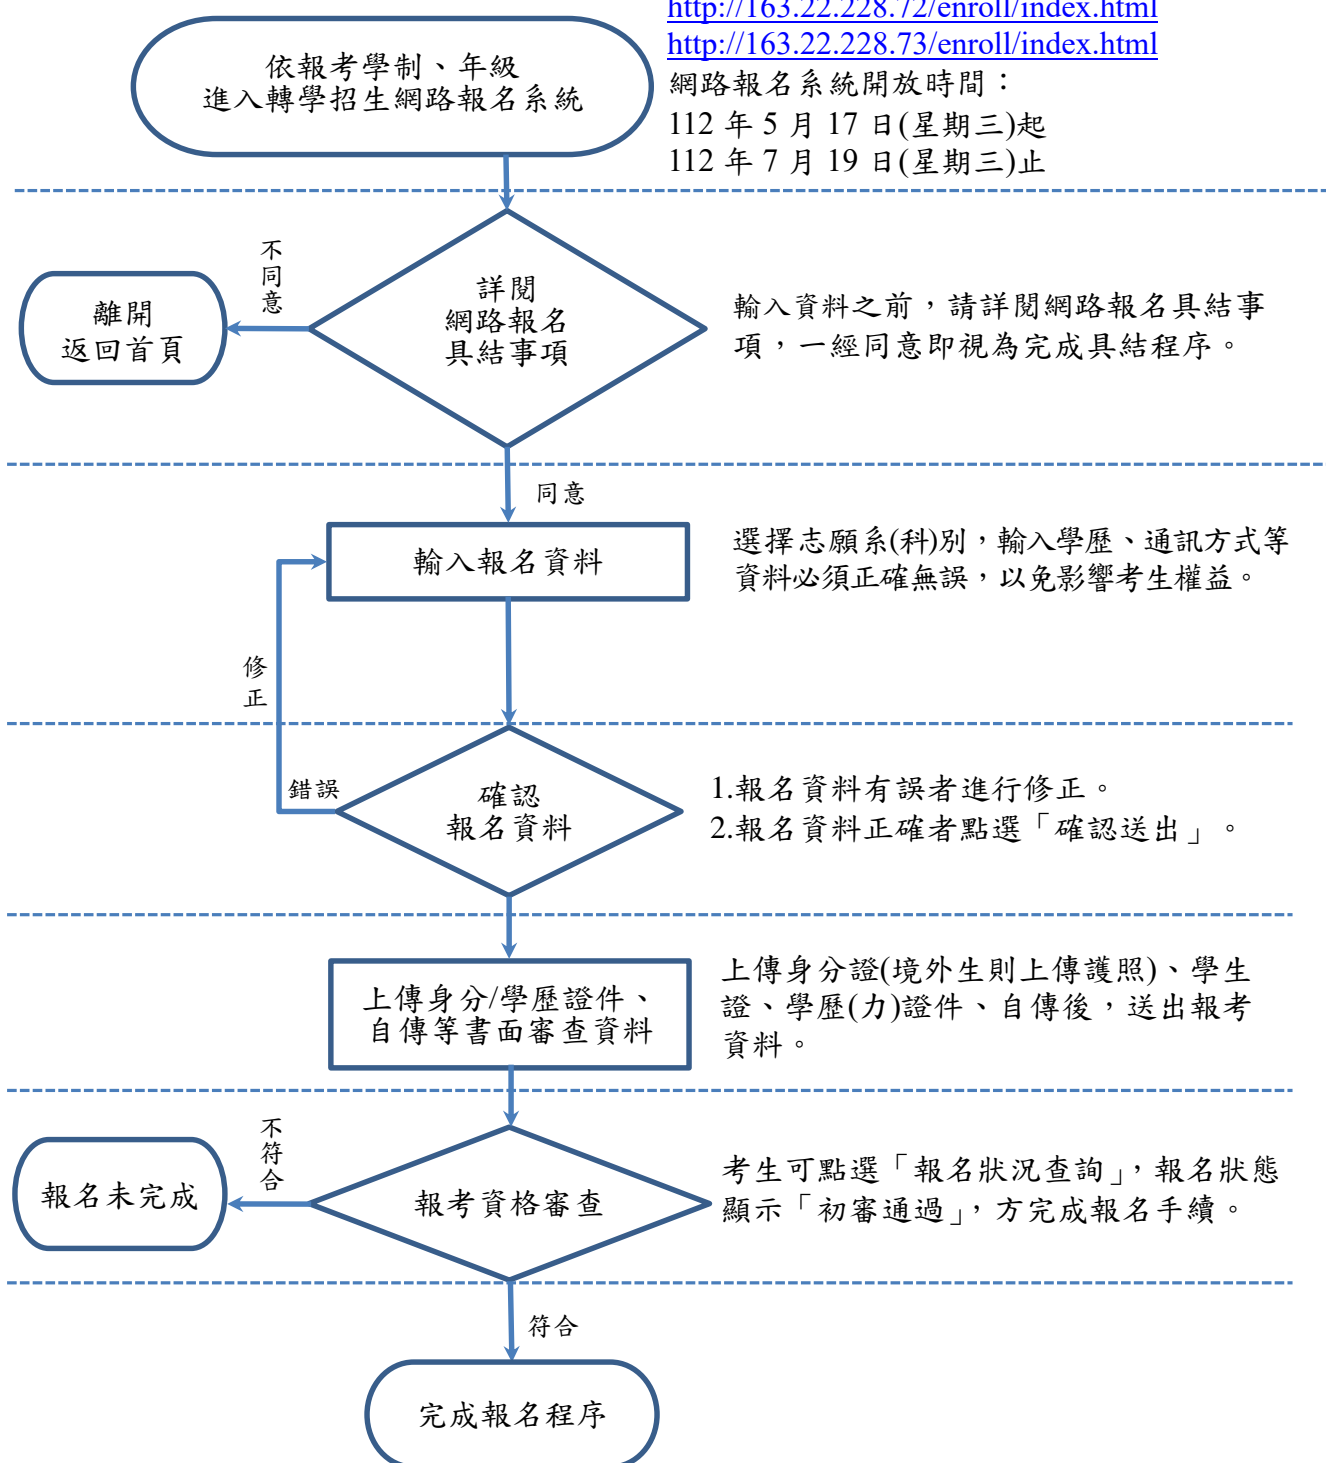 http://163.22.228.72/enroll/index.html
http://163.22.228.73/enroll/index.html
依報考學制、年級
進入轉學招生網路報名系統
網路報名系統開放時間：
112 年 5 月 17 日(星期三)起
112 年 7 月 19 日(星期三)止
不同意
離開
返回首頁
詳閱
網路報名
具結事項
輸入資料之前，請詳閱網路報名具結事
項，一經同意即視為完成具結程序。
同意
輸入報名資料
選擇志願系(科)別，輸入學歷、通訊方式等
資料必須正確無誤，以免影響考生權益。
修正
錯誤
確認
報名資料
1.報名資料有誤者進行修正。
2.報名資料正確者點選「確認送出」。
上傳身分/學歷證件、
自傳等書面審查資料
上傳身分證(境外生則上傳護照)、學生
證、學歷(力)證件、自傳後，送出報考
資料。
不符合
報名未完成
報考資格審查
考生可點選「報名狀況查詢」，報名狀態
顯示「初審通過」，方完成報名手續。
符合
完成報名程序